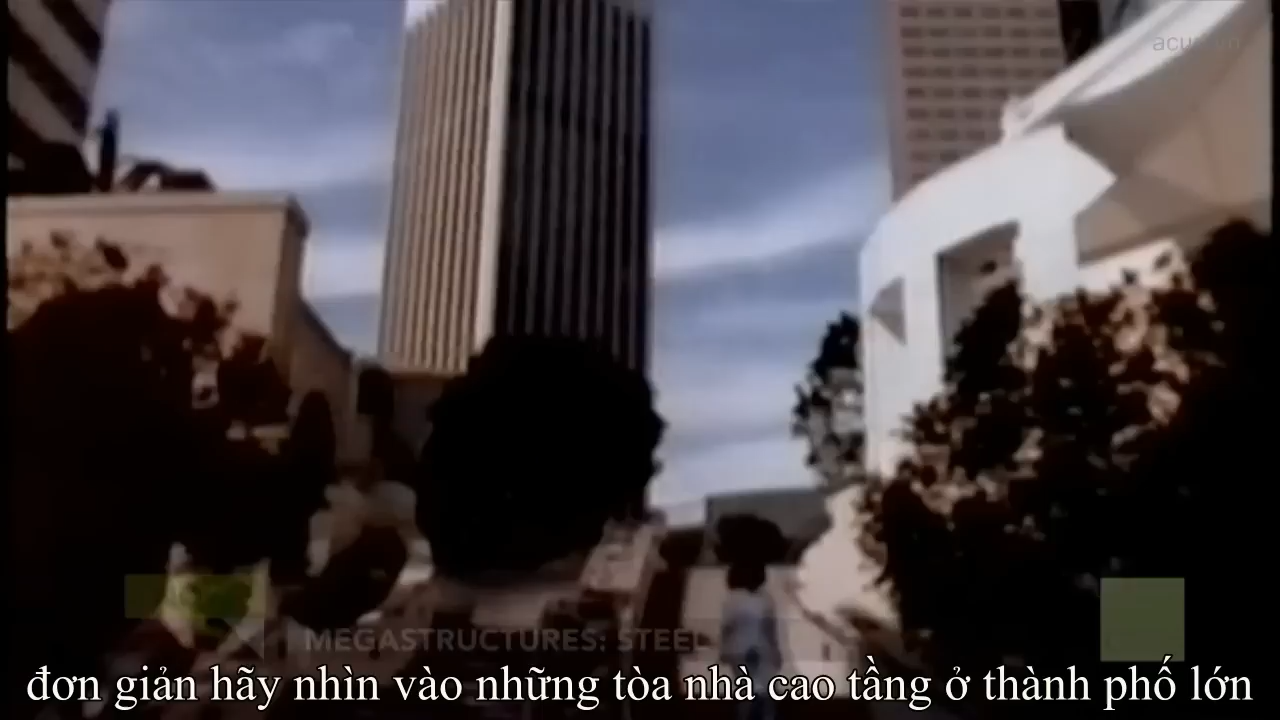 MEGASTRUCTURES: STEEL
đơn giản hãy nhìn vào những tòa nhà cao tầng ở thành phố lớn